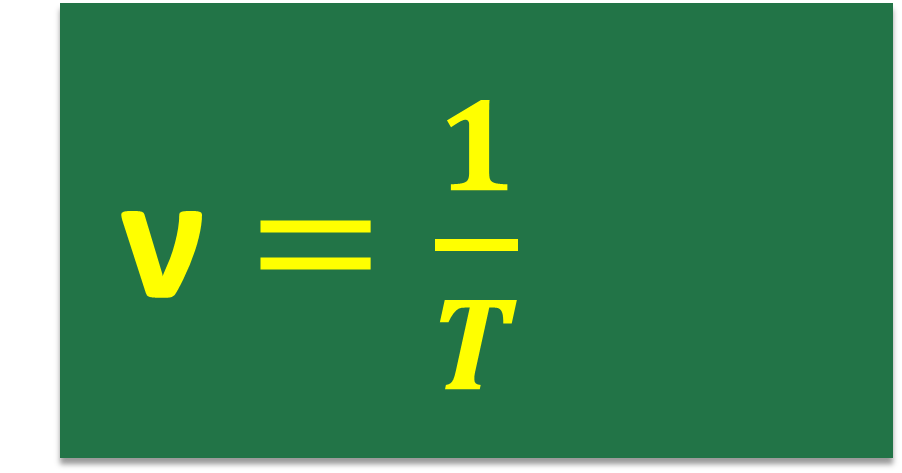 ν = 1/T